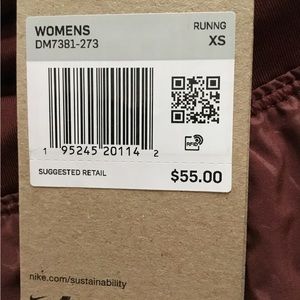 WOMENS RUNNG
DM7381-273 XS
RFID
1 95245 20114 2
SUGGESTED RETAIL $55.00
nike.com/sustainability